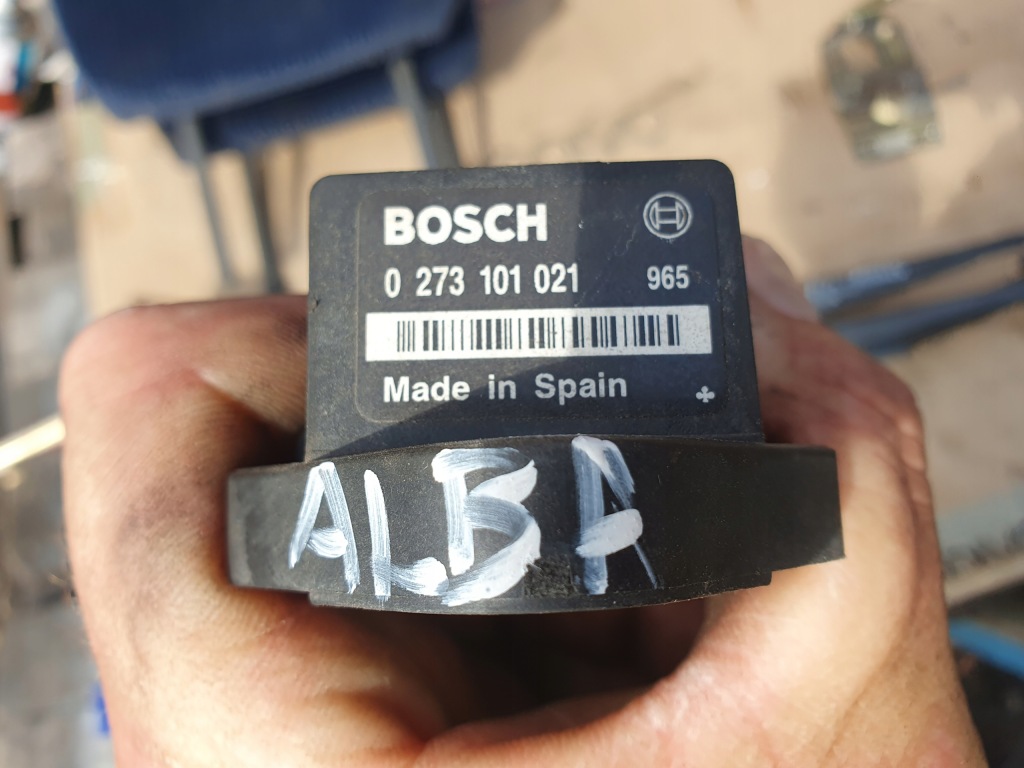 BOSCH
0 273 101 021 965
Made in Spain
ALBA